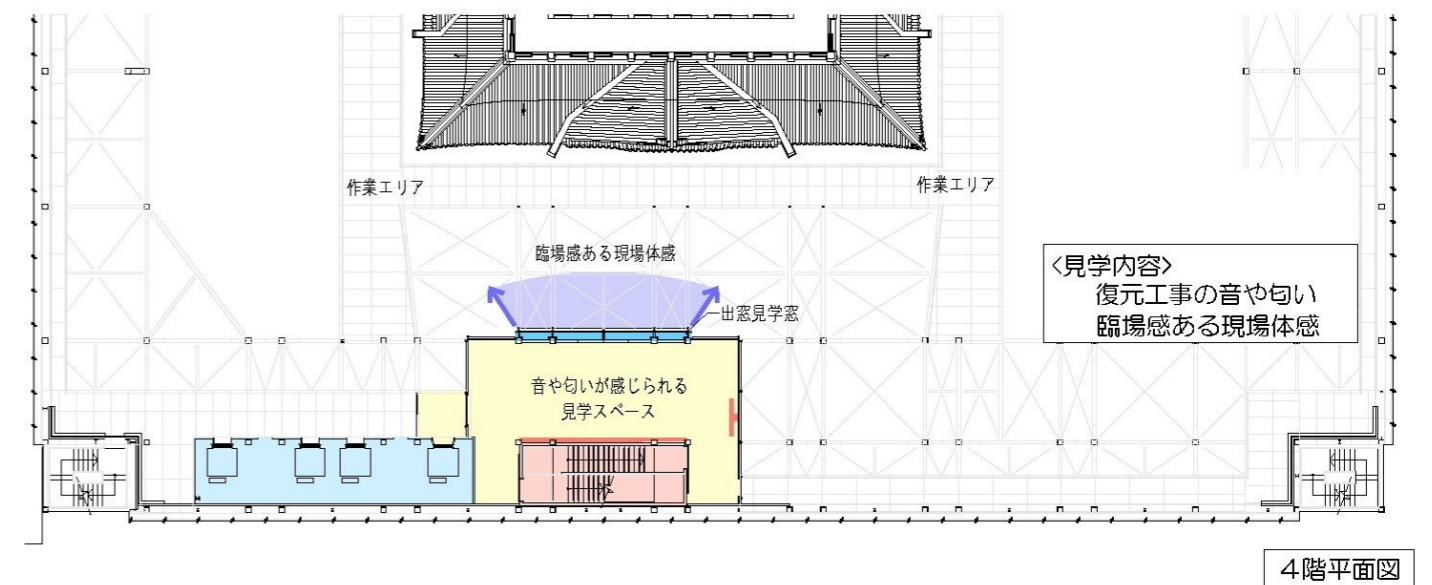 作業エリア
作業エリア
臨場感ある現場体感
出窓見学窓
音や匂いが感じられる
見学スペース
〈見学内容〉
復元工事の音や匂い
臨場感ある現場体感
4階平面図